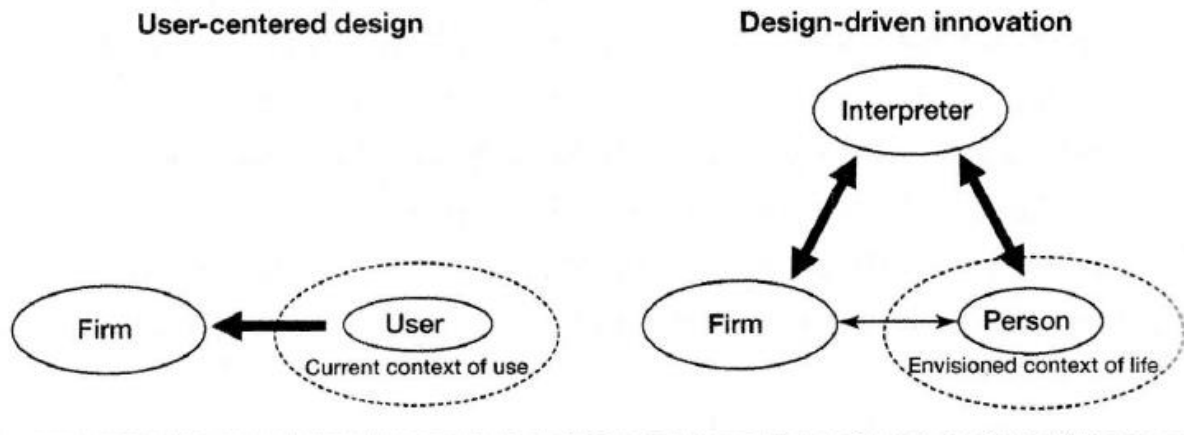 User-centered design
Firm
User
Current context of use
Design-driven innovation
Interpreter
Firm
Person
Envisioned context of life